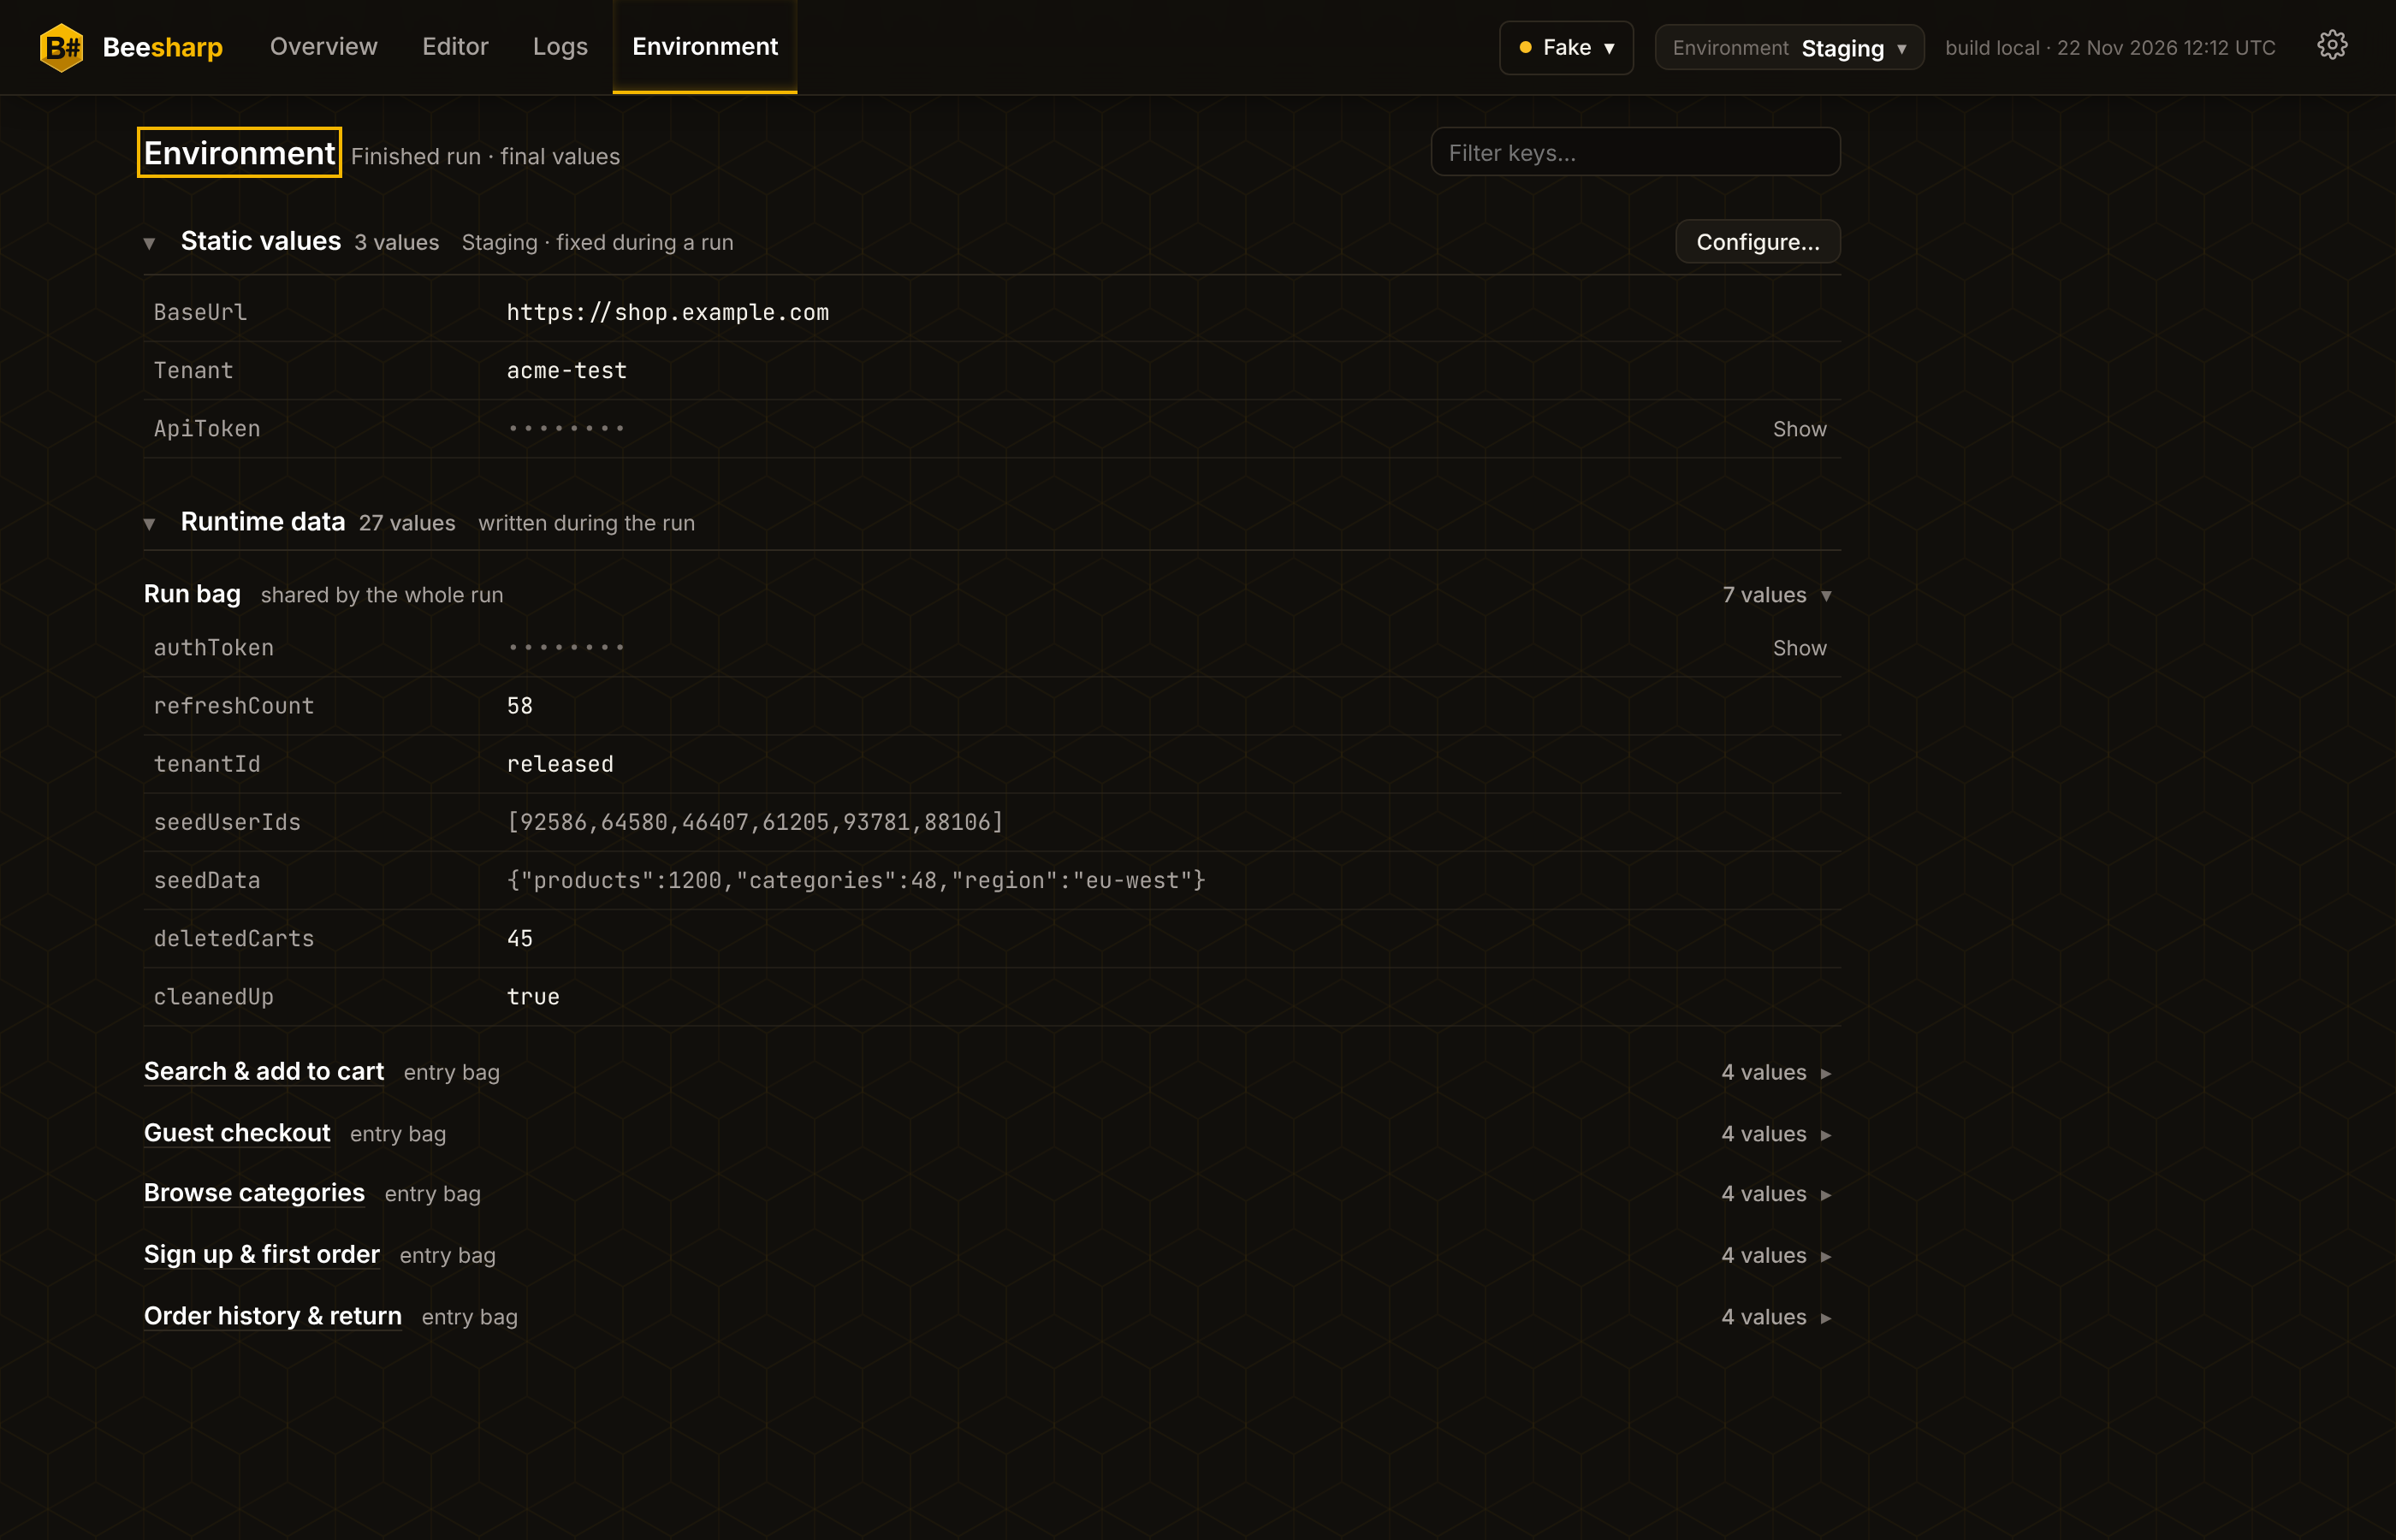 B# Beesharp Overview Editor Logs Environment Fake ▾ Environment Staging ▾ build local · 22 Nov 2026 12:12 UTC
Environment Finished run · final values Filter keys...
▾ Static values 3 values Staging · fixed during a run Configure...
BaseUrl https://shop.example.com
Tenant acme-test
ApiToken •••••••• Show
▾ Runtime data 27 values written during the run
Run bag shared by the whole run 7 values ▾
authToken •••••••• Show
refreshCount 58
tenantId released
seedUserIds [92586,64580,46407,61205,93781,88106]
seedData {"products":1200,"categories":48,"region":"eu-west"}
deletedCarts 45
cleanedUp true
Search & add to cart entry bag 4 values ▸
Guest checkout entry bag 4 values ▸
Browse categories entry bag 4 values ▸
Sign up & first order entry bag 4 values ▸
Order history & return entry bag 4 values ▸